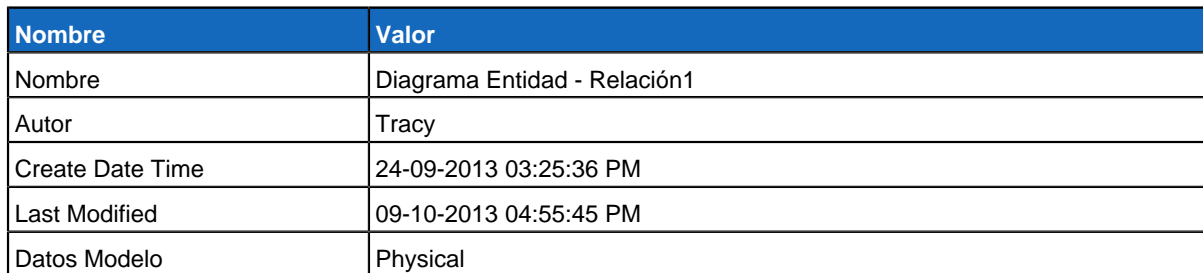 Nombre Valor
Nombre Diagrama Entidad - Relación1
Autor Tracy
Create Date Time 24-09-2013 03:25:36 PM
Last Modified 09-10-2013 04:55:45 PM
Datos Modelo Physical